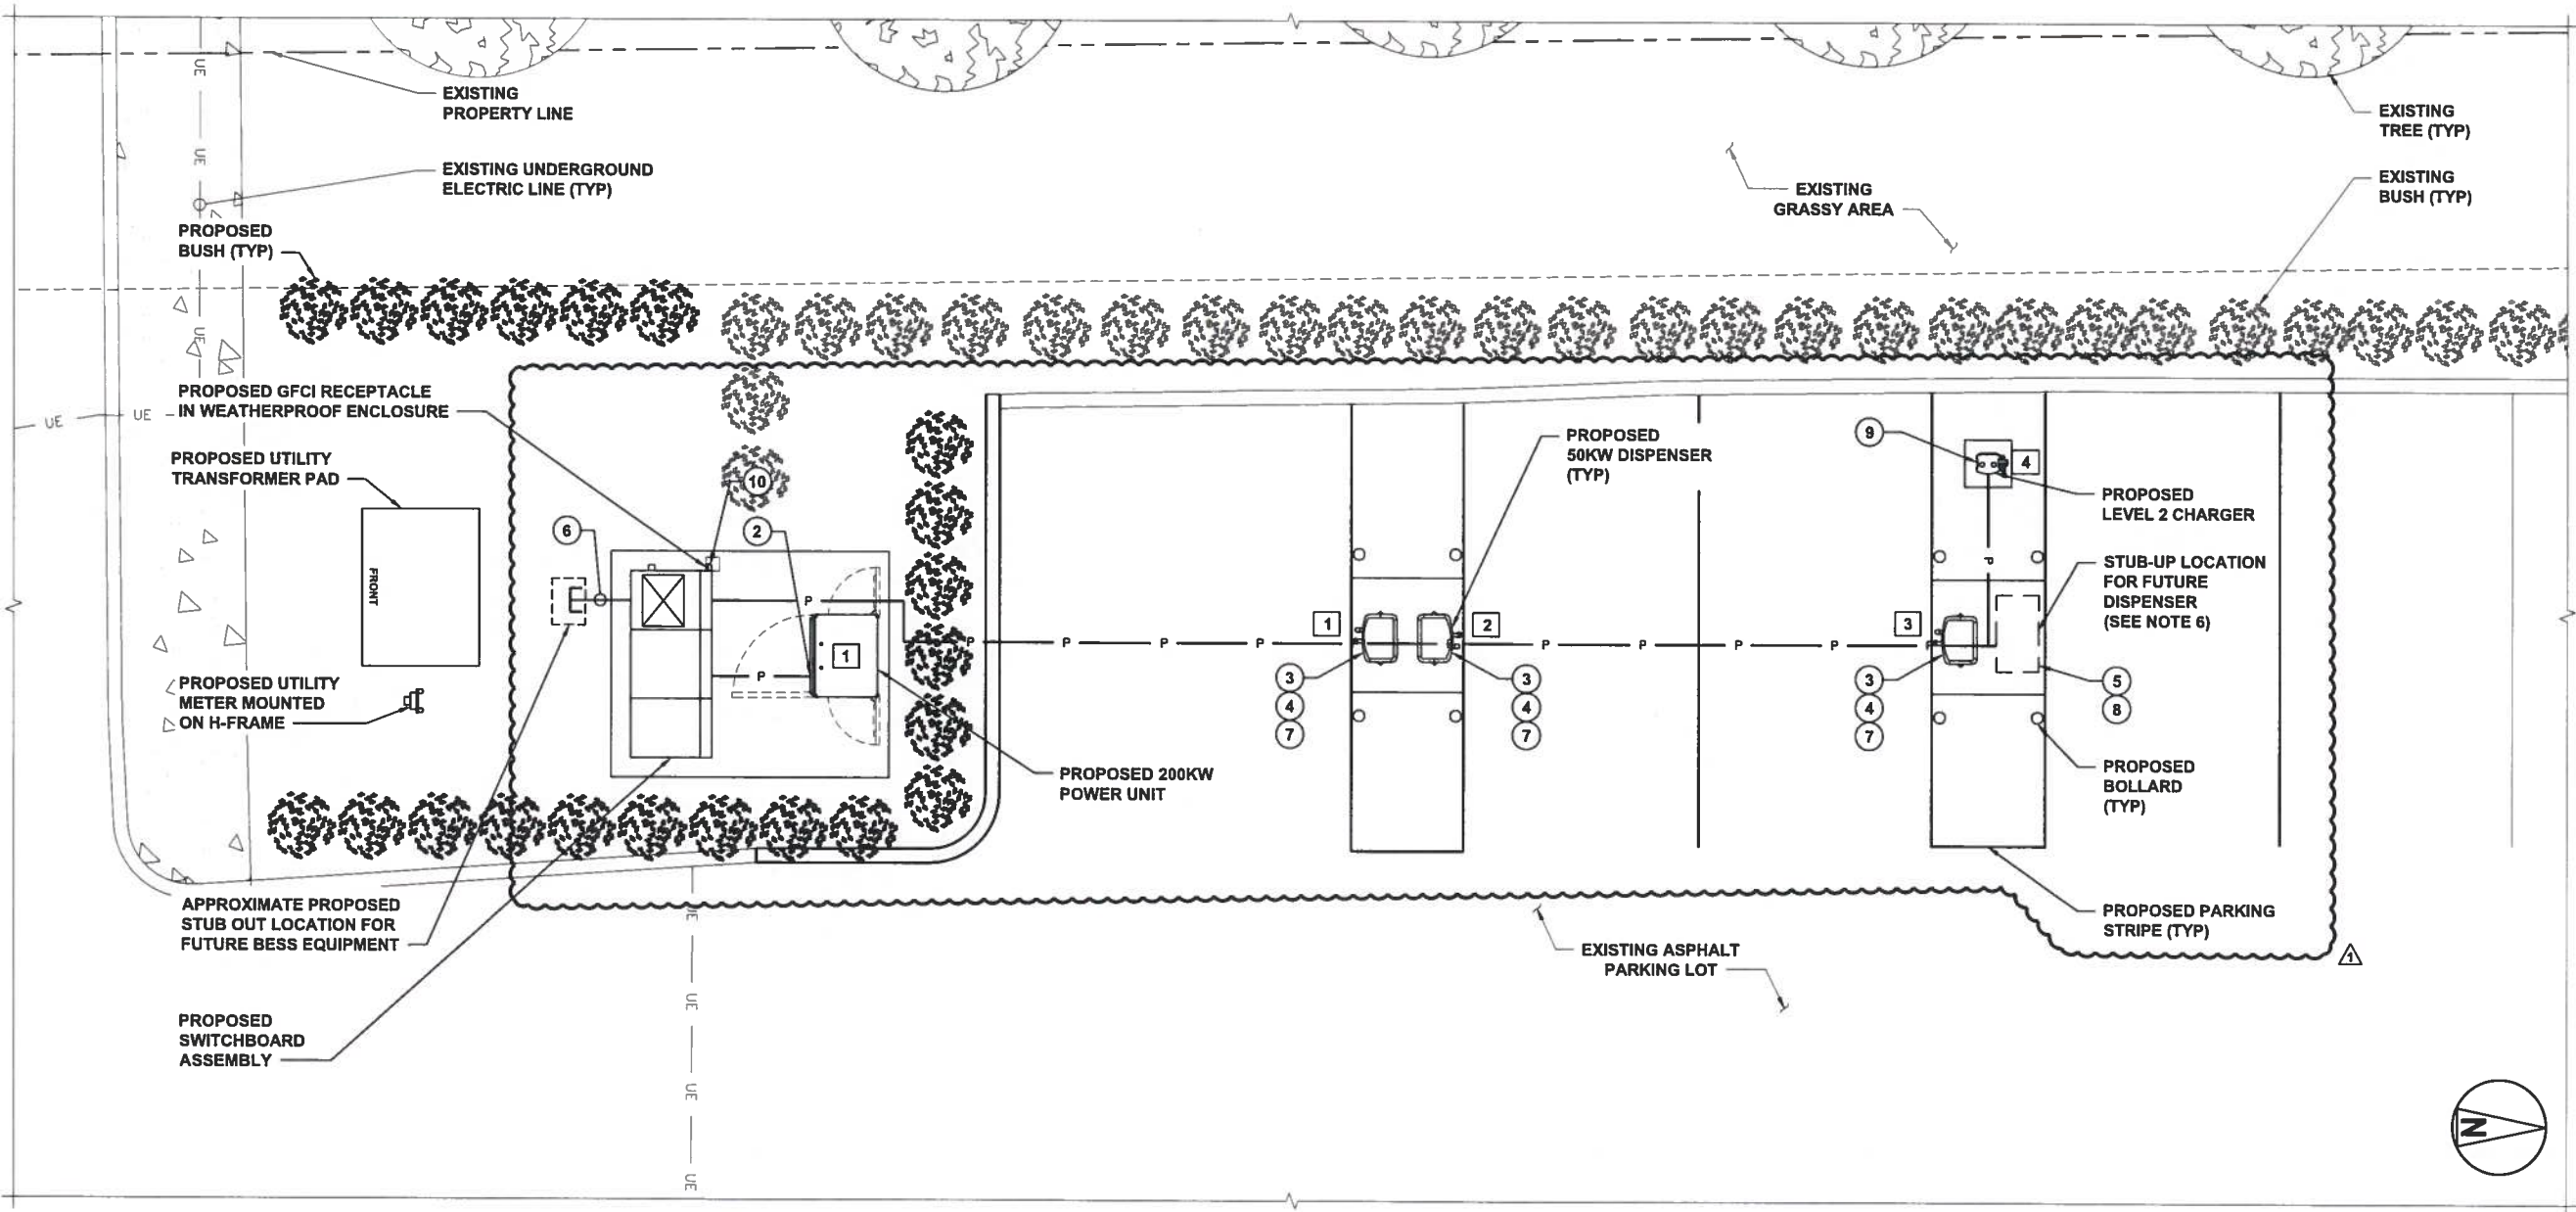 EXISTING
PROPERTY LINE
EXISTING UNDERGROUND
ELECTRIC LINE (TYP)
PROPOSED
BUSH (TYP)
EXISTING
TREE (TYP)
EXISTING
BUSH (TYP)
EXISTING
GRASSY AREA
UE
UE
UE
UE
UE
PROPOSED GFCI RECEPTACLE
IN WEATHERPROOF ENCLOSURE
PROPOSED UTILITY
TRANSFORMER PAD
FRONT
PROPOSED UTILITY
METER MOUNTED
ON H-FRAME
6
10
2
P
P
1
P
PROPOSED 200KW
POWER UNIT
P
P
P
1
2
3
4
7
3
4
7
PROPOSED
50KW DISPENSER
(TYP)
P
P
P
P
9
4
PROPOSED
LEVEL 2 CHARGER
P
STUB-UP LOCATION
FOR FUTURE
DISPENSER
(SEE NOTE 6)
3
3
4
7
5
8
PROPOSED
BOLLARD
(TYP)
PROPOSED PARKING
STRIPE (TYP)
1
APPROXIMATE PROPOSED
STUB OUT LOCATION FOR
FUTURE BESS EQUIPMENT
PROPOSED
SWITCHBOARD
ASSEMBLY
UE
UE
UE
UE
EXISTING ASPHALT
PARKING LOT
N